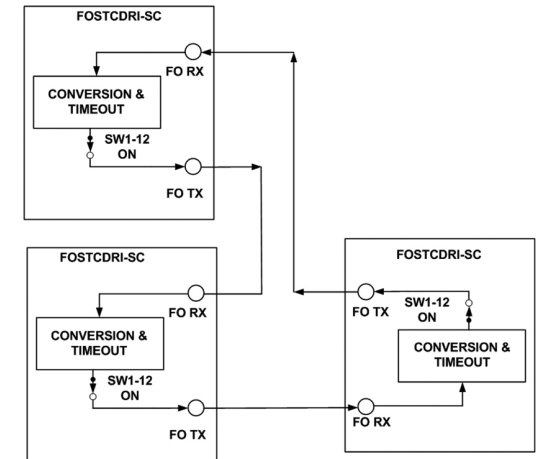 FOSTCDRI-SC
FO RX
CONVERSION &
TIMEOUT
SW1-12
ON
FO TX
FOSTCDRI-SC
FO RX
CONVERSION &
TIMEOUT
SW1-12
ON
FO TX
FOSTCDRI-SC
FO TX
SW1-12
ON
CONVERSION &
TIMEOUT
FO RX